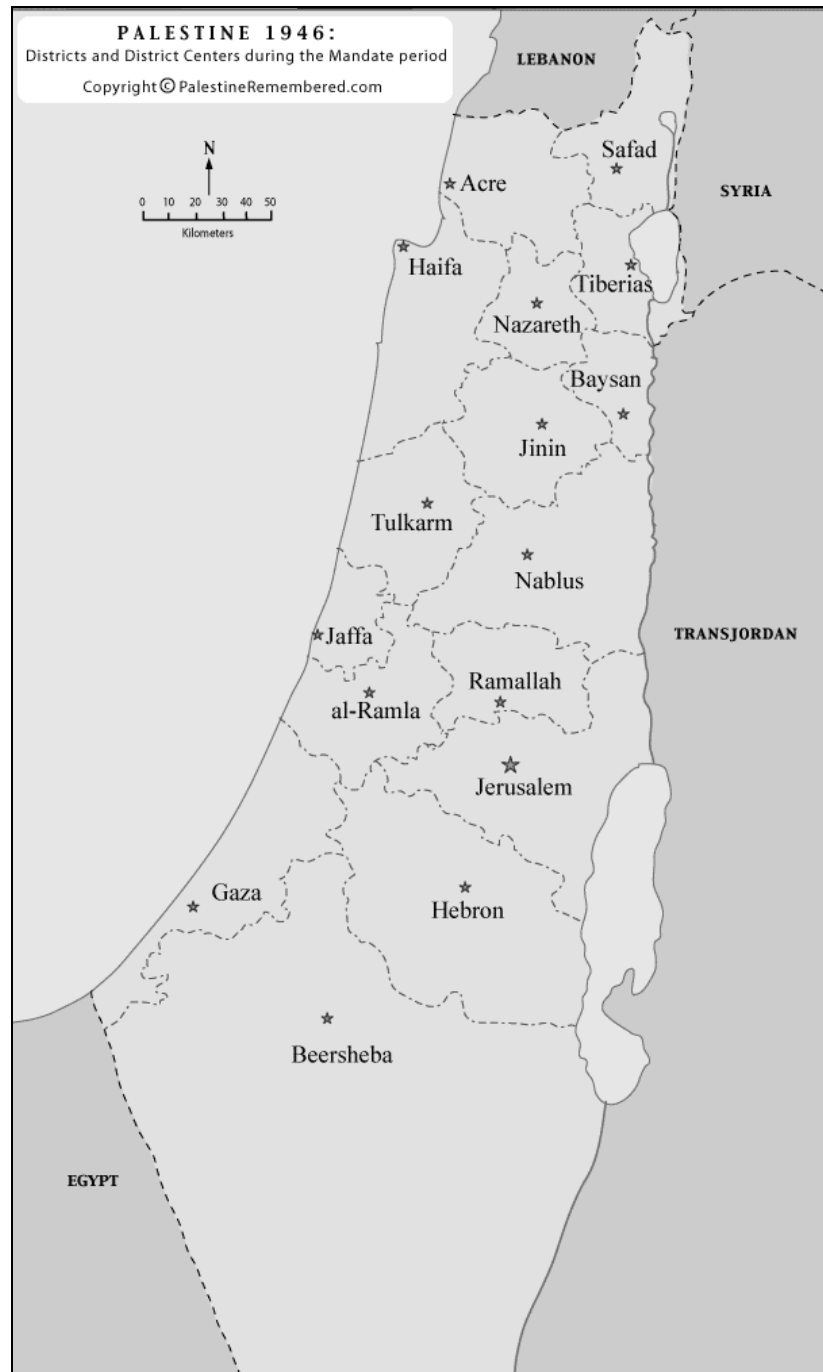 PALESTINE 1946:
Districts and District Centers during the Mandate period
Copyright © PalestineRemembered.com
LEBANON
N
Safad
Acre
SYRIA
0 10 20 30 40 50
Kilometers
Haifa
Tiberias
Nazareth
Baysan
Jinin
Tulkarm
Nablus
Jaffa
TRANSJORDAN
Ramallah
al-Ramla
Jerusalem
Gaza
Hebron
Beersheba
EGYPT